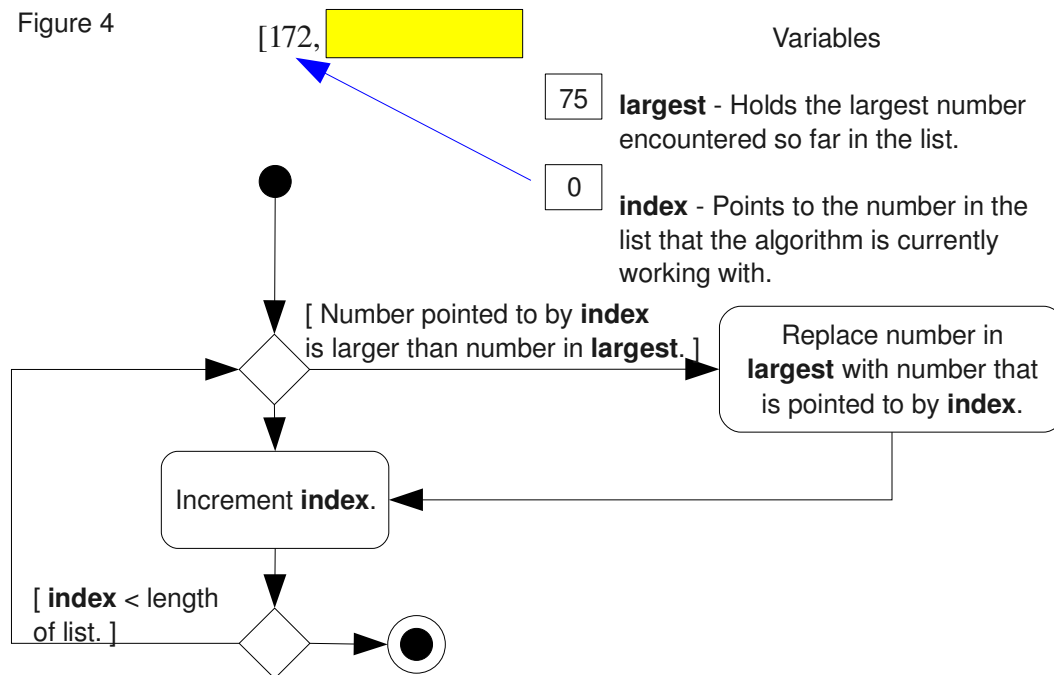 Figure 4
[172,
Variables
75
largest - Holds the largest number
encountered so far in the list.
0
index - Points to the number in the
list that the algorithm is currently
working with.
[ Number pointed to by index
is larger than number in largest. ]
Replace number in
largest with number that
is pointed to by index.
Increment index.
[ index < length
of list. ]